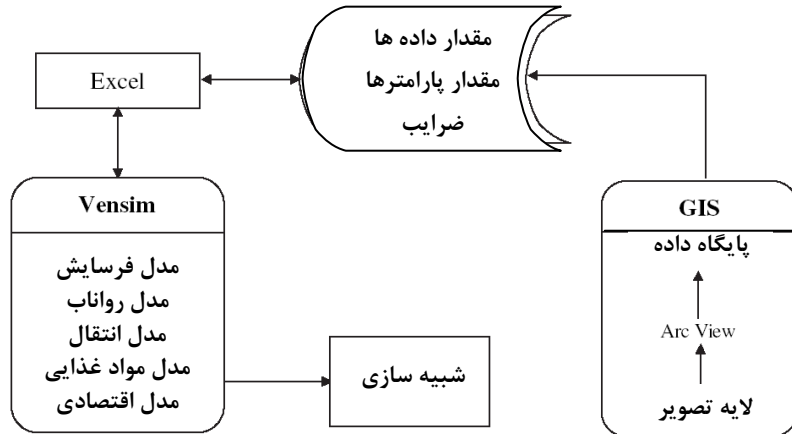 مقدار داده ها
مقدار پارامترها
ضرایب
Excel
Vensim
مدل فرسایش
مدل رواناب
مدل انتقال
مدل مواد غذایی
مدل اقتصادی
شبیه سازی
GIS
پایگاه داده
Arc View
لایه تصویر